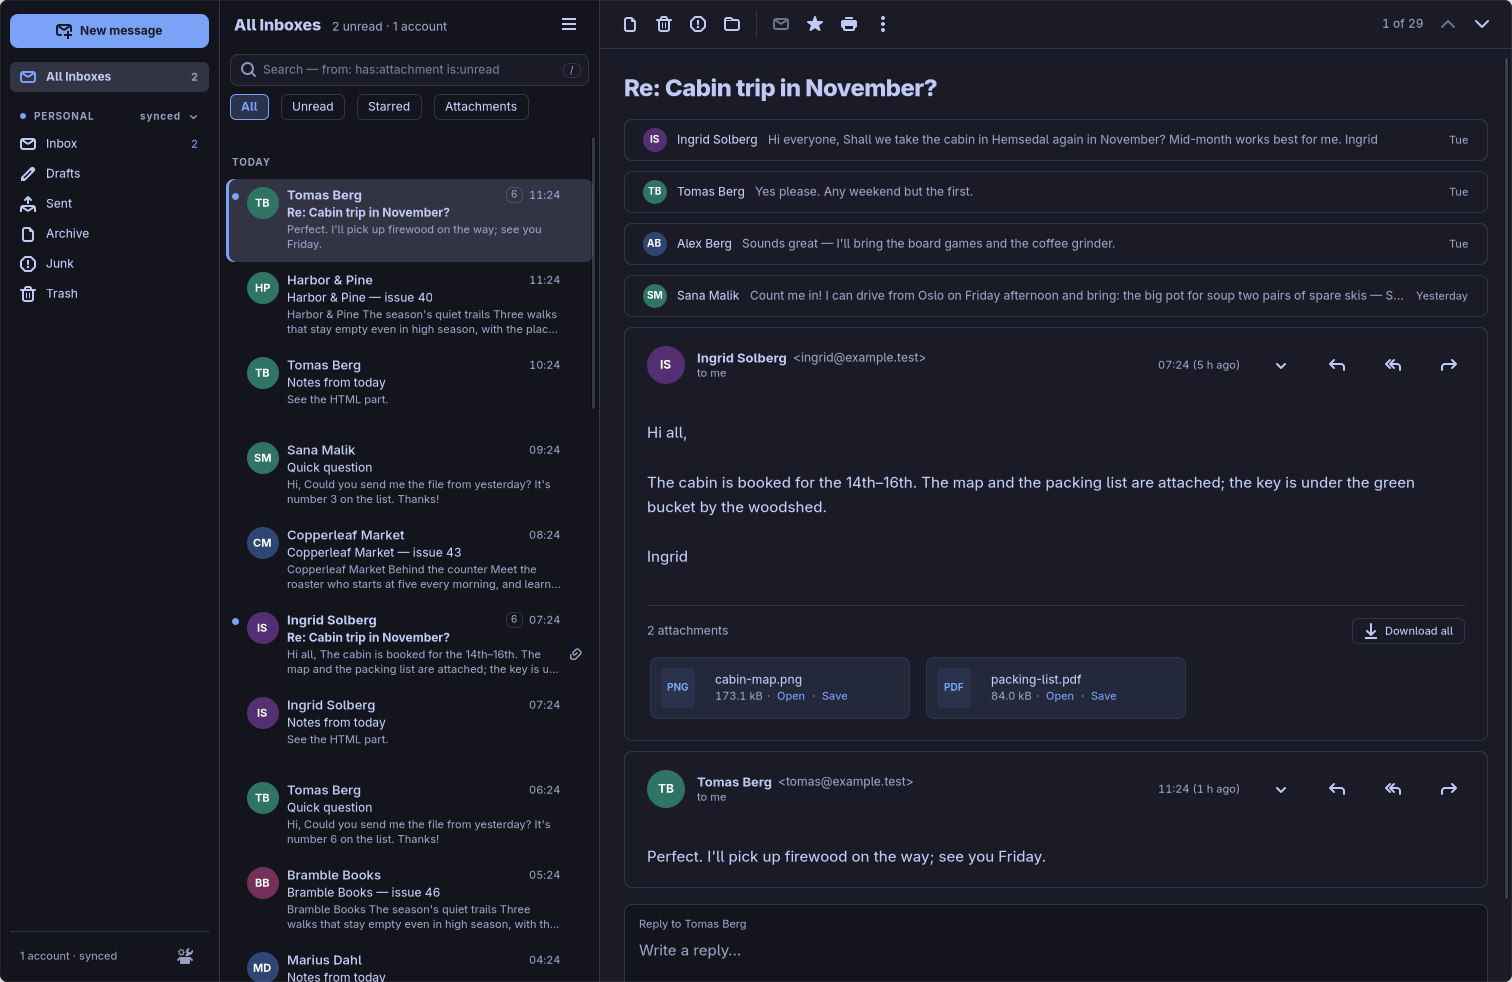 New message
All Inboxes 2
PERSONAL synced
Inbox 2
Drafts
Sent
Archive
Junk
Trash
1 account · synced
All Inboxes 2 unread · 1 account
Search — from: has:attachment is:unread /
All Unread Starred Attachments
TODAY
TB Tomas Berg 6 11:24
Re: Cabin trip in November?
Perfect. I'll pick up firewood on the way; see you
Friday.
HP Harbor & Pine 11:24
Harbor & Pine — issue 40
Harbor & Pine The season's quiet trails Three walks
that stay empty even in high season, with the plac...
TB Tomas Berg 10:24
Notes from today
See the HTML part.
SM Sana Malik 09:24
Quick question
Hi, Could you send me the file from yesterday? It's
number 3 on the list. Thanks!
CM Copperleaf Market 08:24
Copperleaf Market — issue 43
Copperleaf Market Behind the counter Meet the
roaster who starts at five every morning, and learn...
IS Ingrid Solberg 6 07:24
Re: Cabin trip in November?
Hi all, The cabin is booked for the 14th–16th. The
map and the packing list are attached; the key is u...
IS Ingrid Solberg 07:24
Notes from today
See the HTML part.
TB Tomas Berg 06:24
Quick question
Hi, Could you send me the file from yesterday? It's
number 6 on the list. Thanks!
BB Bramble Books 05:24
Bramble Books — issue 46
Bramble Books The season's quiet trails Three
walks that stay empty even in high season, with th...
MD Marius Dahl 04:24
Notes from today
1 of 29
Re: Cabin trip in November?
IS Ingrid Solberg Hi everyone, Shall we take the cabin in Hemsedal again in November? Mid-month works best for me. Ingrid Tue
TB Tomas Berg Yes please. Any weekend but the first. Tue
AB Alex Berg Sounds great — I'll bring the board games and the coffee grinder. Tue
SM Sana Malik Count me in! I can drive from Oslo on Friday afternoon and bring: the big pot for soup two pairs of spare skis — S... Yesterday
IS Ingrid Solberg <ingrid@example.test> 07:24 (5 h ago)
to me
Hi all,
The cabin is booked for the 14th–16th. The map and the packing list are attached; the key is under the green
bucket by the woodshed.
Ingrid
2 attachments Download all
PNG cabin-map.png
173.1 kB · Open · Save
PDF packing-list.pdf
84.0 kB · Open · Save
TB Tomas Berg <tomas@example.test> 11:24 (1 h ago)
to me
Perfect. I'll pick up firewood on the way; see you Friday.
Reply to Tomas Berg
Write a reply...